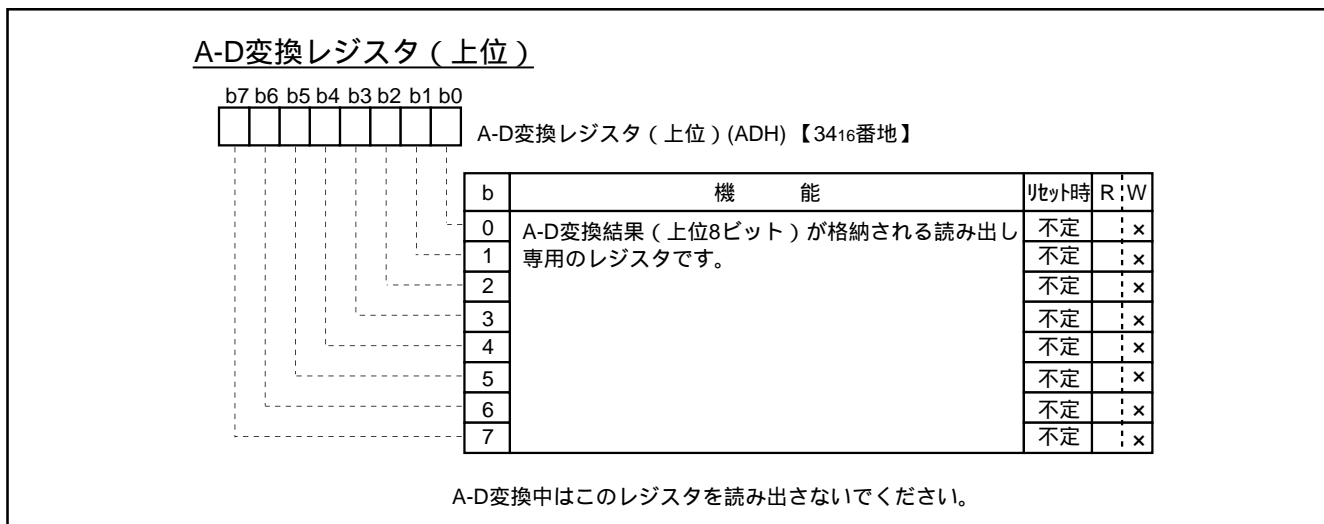 A-D変換レジスタ（上位）
b7 b6 b5 b4 b3 b2 b1 b0
A-D変換レジスタ（上位）(ADH)【3416番地】
b 機 能 リセット時 R W
0 A-D変換結果（上位8ビット）が格納される読み出し 不定 ×
1 専用のレジスタです。 不定 ×
2 不定 ×
3 不定 ×
4 不定 ×
5 不定 ×
6 不定 ×
7 不定 ×
A-D変換中はこのレジスタを読み出さないでください。